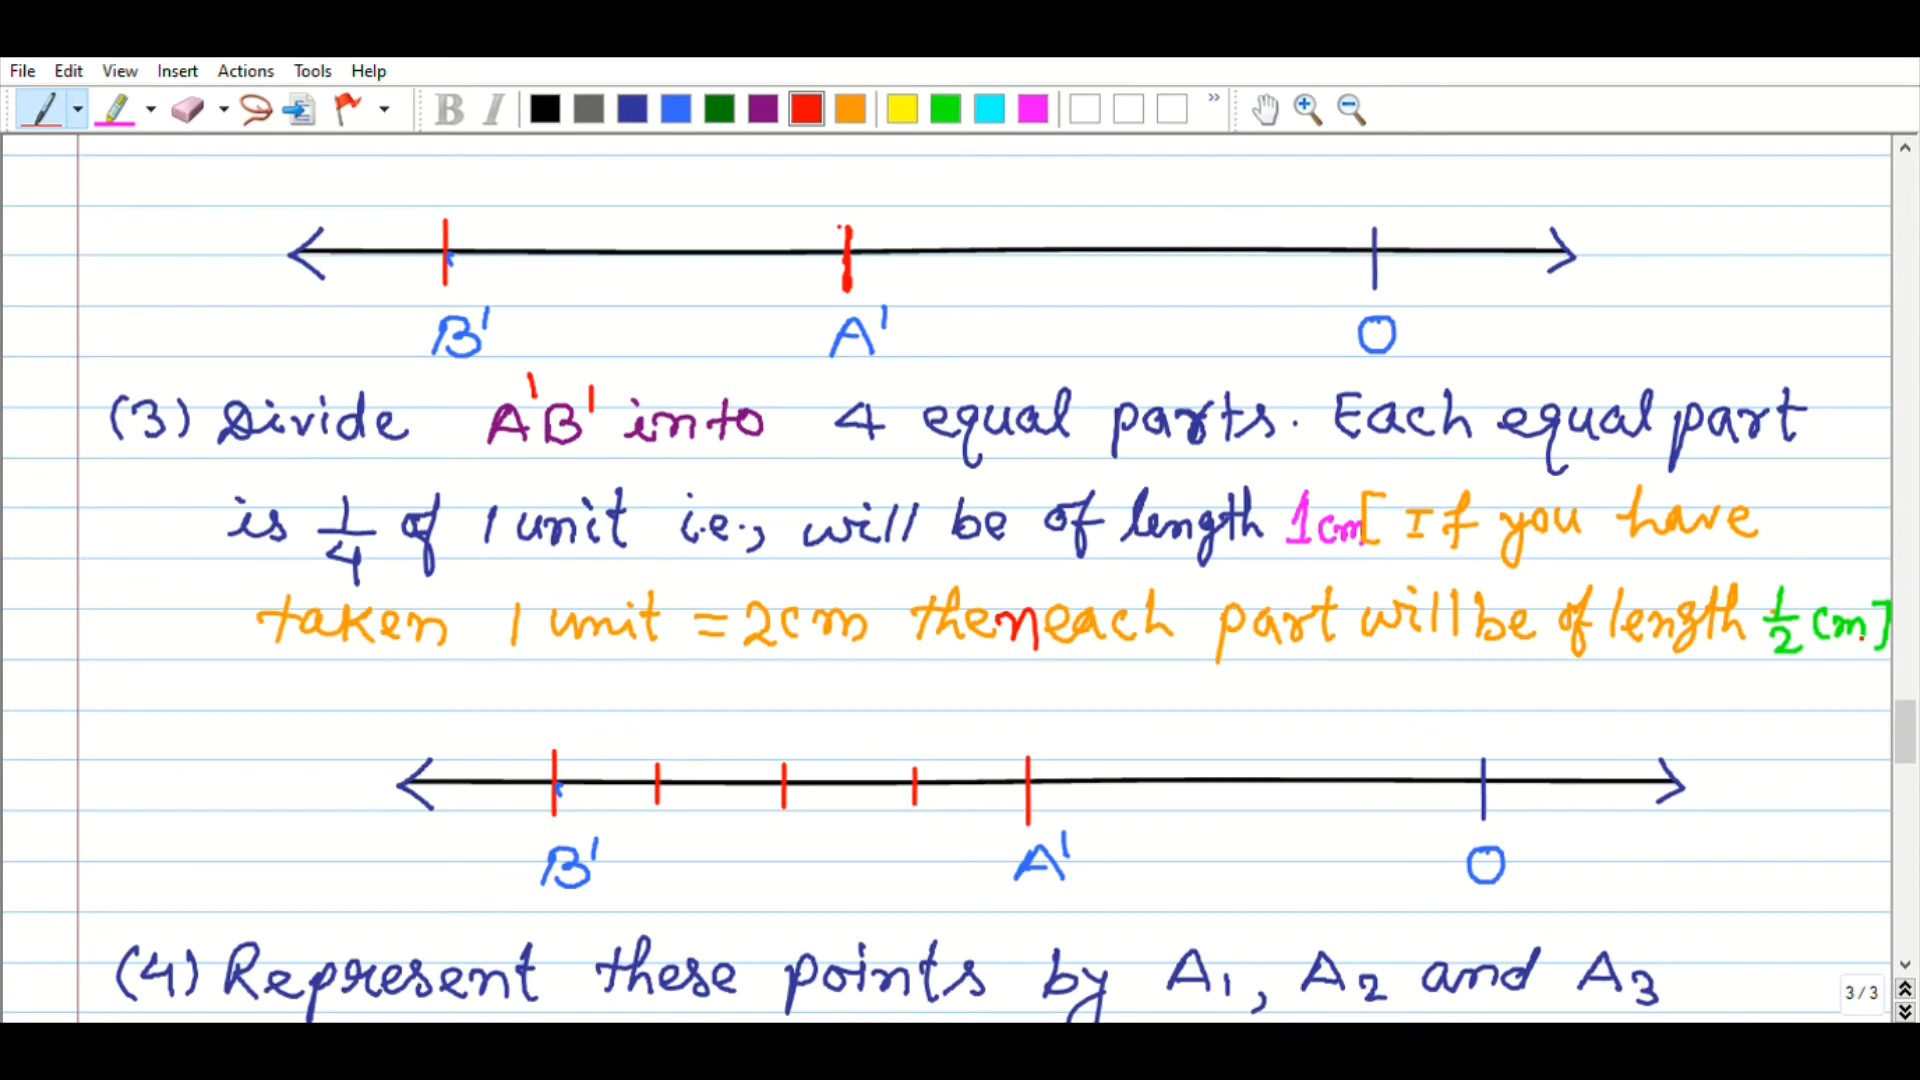 File Edit View Insert Actions Tools Help
B I
B' A' O
(3) Divide A'B' into 4 equal parts. Each equal part
is 1/4 of 1 unit i.e., will be of length 1cm [If you have
taken 1 unit = 2cm then each part will be of length 1/2 cm]
B' A' O
(4) Represent these points by A1, A2 and A3
3/3